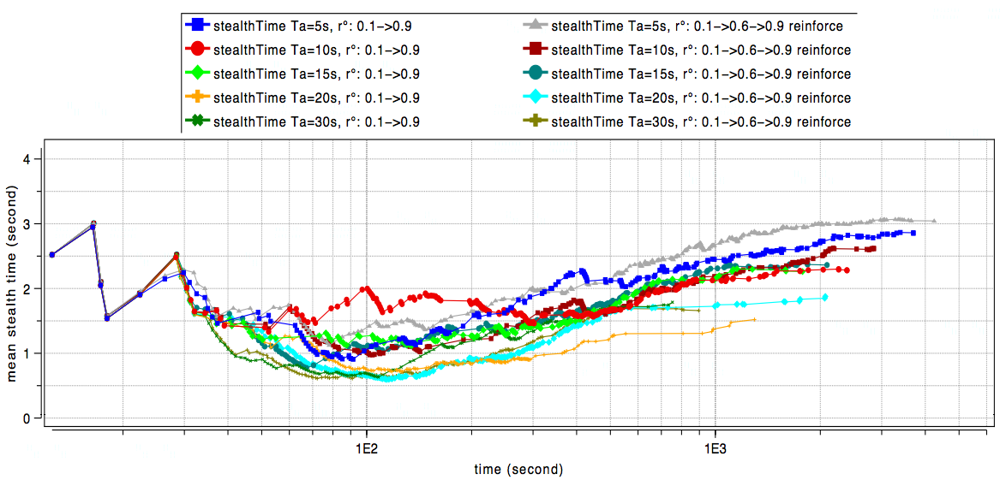 stealthTime Ta=5s, r°: 0.1->0.9
stealthTime Ta=10s, r°: 0.1->0.9
stealthTime Ta=15s, r°: 0.1->0.9
stealthTime Ta=20s, r°: 0.1->0.9
stealthTime Ta=30s, r°: 0.1->0.9
stealthTime Ta=5s, r°: 0.1->0.6->0.9 reinforce
stealthTime Ta=10s, r°: 0.1->0.6->0.9 reinforce
stealthTime Ta=15s, r°: 0.1->0.6->0.9 reinforce
stealthTime Ta=20s, r°: 0.1->0.6->0.9 reinforce
stealthTime Ta=30s, r°: 0.1->0.6->0.9 reinforce
mean stealth time (second)
4
3
2
1
0
1E2 1E3
time (second)